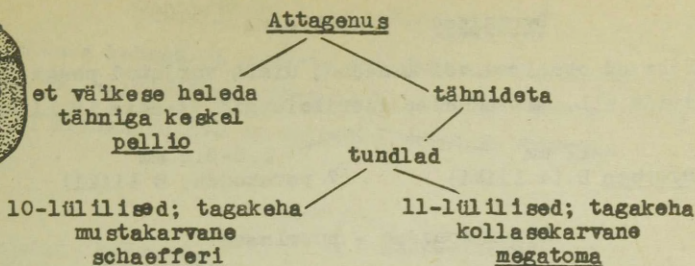 Attagenus
et väikese heleda
tähniga keskel
pellio
tähnideta
tundlad
10-lülilised; tagakeha
mustakarvane
schaefferi
11-lülilised; tagakeha
kollasekarvane
megatoma